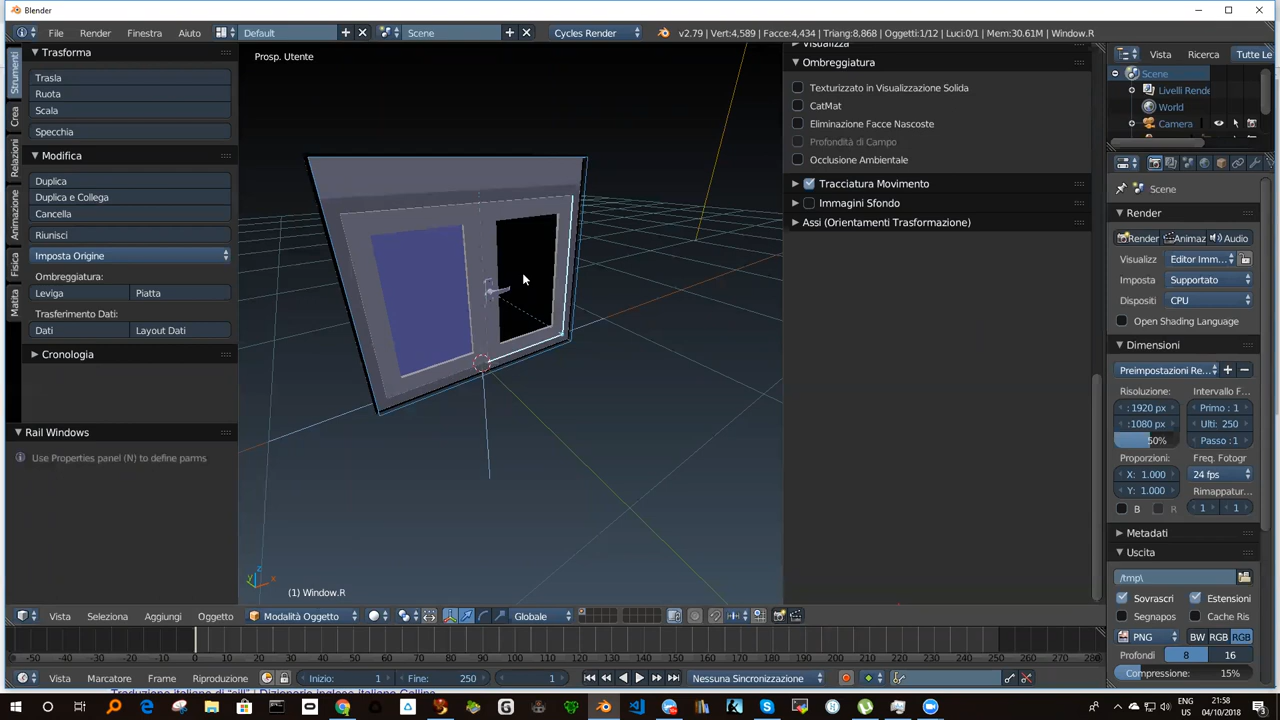 Blender
File
Render
Finestra
Aiuto
Default
Scene
Cycles Render
v2.79 | Vert:4,589 | Facce:4,434 | Triang:8,868 | Oggetti:1/12 | Luci:0/1 | Mem:30.61M | Window.R
Trasforma
Trasla
Ruota
Scala
Specchia
Modifica
Duplica
Duplica e Collega
Cancella
Riunisci
Imposta Origine
Ombreggiatura:
Leviga
Piatta
Trasferimento Dati:
Dati
Layout Dati
Cronologia
Rail Windows
Use Properties panel (N) to define parms
Strumenti
Crea
Relazioni
Animazione
Fisica
Matita
Prosp. Utente
(1) Window.R
Visualizza
Ombreggiatura
Texturizzato in Visualizzazione Solida
CatMat
Eliminazione Facce Nascoste
Profondità di Campo
Occlusione Ambientale
Tracciatura Movimento
Immagini Sfondo
Assi (Orientamenti Trasformazione)
Vista
Ricerca
Tutte Le
Scene
Livelli Rende
World
Camera
Scene
Render
Render
Animaz
Audio
Visualizz
Editor Imm...
Imposta
Supportato
Dispositi
CPU
Open Shading Language
Dimensioni
Preimpostazioni Re...
Risoluzione:
Intervallo F...
: 1920 px
Primo: 1
:1080 px
Ulti: 250
50%
Passo :1
Proporzioni:
Freq. Fotogr
X: 1.000
24 fps
Y: 1.000
Rimappatur...
B
R
1
1
Metadati
Uscita
/tmp\
Sovrascri
Estensioni
Segnapos
Cache Ris
PNG
BW
RGB
RGB
Profondi
8
16
Compressione:
15%
Vista
Seleziona
Aggiungi
Oggetto
Modalità Oggetto
Globale
-50 -40 -30 -20 -10 0 10 20 30 40 50 60 70 80 90 100 110 120 130 140 150 160 170 180 190 200 210 220 230 240 250 260 270 280
Vista
Marcatore
Frame
Riproduzione
Inizio: 1
Fine: 250
1
Nessuna Sincronizzazione
ENG
US
21:58
04/10/2018